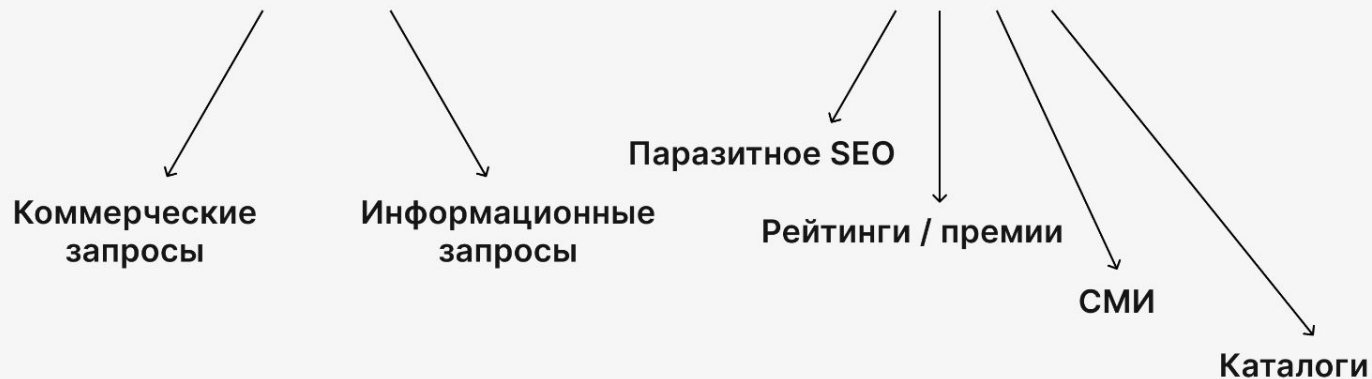 Паразитное SEO
Коммерческие
запросы
Информационные
запросы
Рейтинги / премии
СМИ
Каталоги